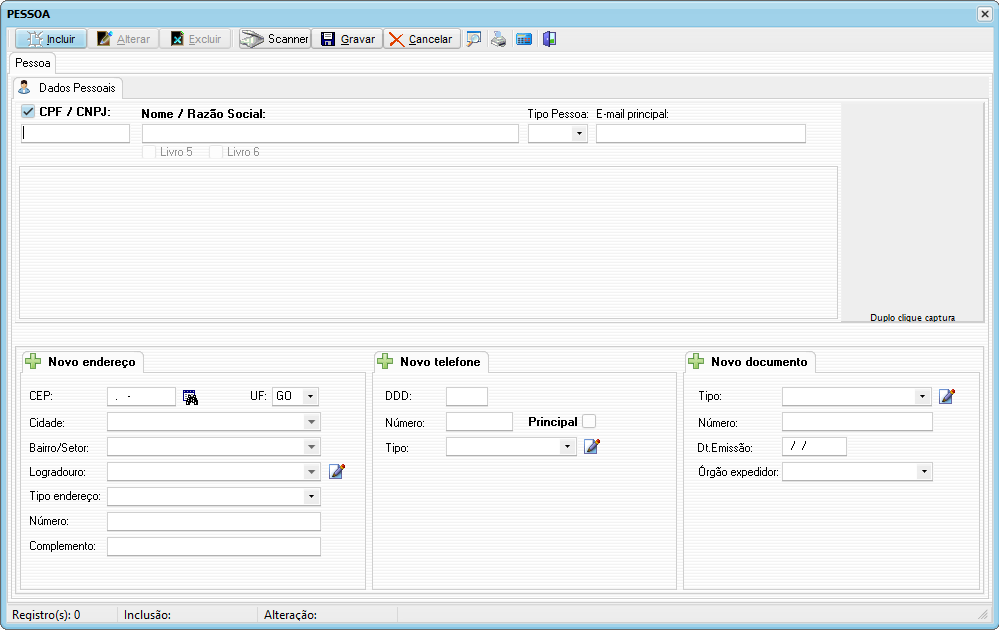 PESSOA
Incluir Alterar Excluir Scanner Gravar Cancelar
Pessoa
Dados Pessoais
CPF / CNPJ: Nome / Razão Social: Tipo Pessoa: E-mail principal:
Livro 5 Livro 6
Duplo clique captura
Novo endereço Novo telefone Novo documento
CEP: . - UF: GO DDD: Tipo:
Cidade: Número: Principal Número:
Bairro/Setor: Tipo: Dt.Emissão: / /
Logradouro: Órgão expedidor:
Tipo endereço:
Número:
Complemento:
Registro(s): 0 Inclusão: Alteração: